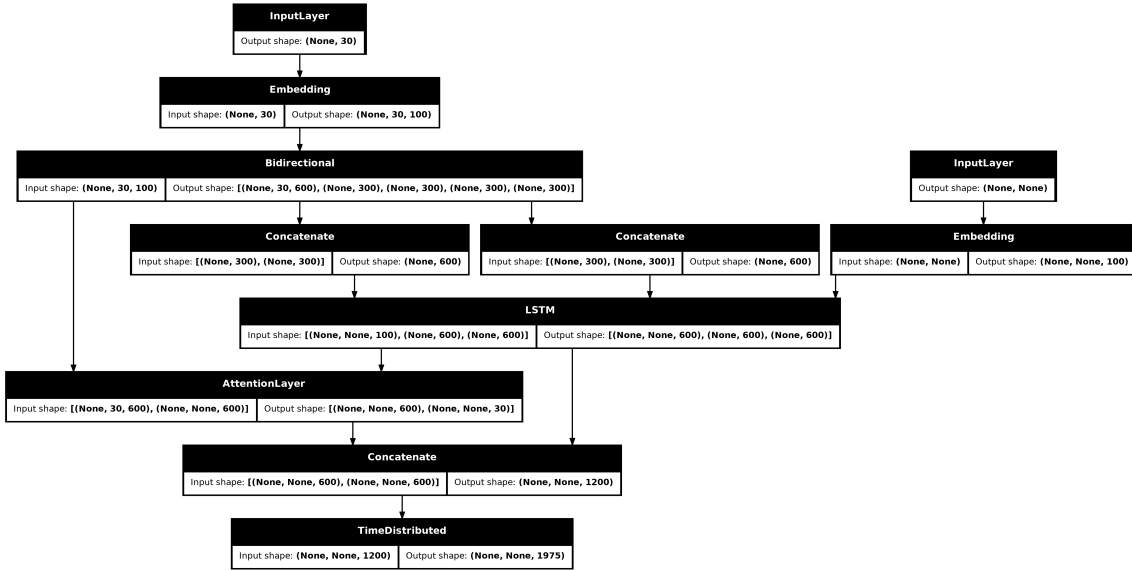 InputLayer
Output shape: (None, 30)
Embedding
Input shape: (None, 30) Output shape: (None, 30, 100)
Bidirectional
Input shape: (None, 30, 100) Output shape: [(None, 30, 600), (None, 300), (None, 300), (None, 300), (None, 300)]
InputLayer
Output shape: (None, None)
Concatenate
Input shape: [(None, 300), (None, 300)] Output shape: (None, 600)
Concatenate
Input shape: [(None, 300), (None, 300)] Output shape: (None, 600)
Embedding
Input shape: (None, None) Output shape: (None, None, 100)
LSTM
Input shape: [(None, None, 100), (None, 600), (None, 600)] Output shape: [(None, None, 600), (None, 600), (None, 600)]
AttentionLayer
Input shape: [(None, 30, 600), (None, None, 600)] Output shape: [(None, None, 600), (None, None, 30)]
Concatenate
Input shape: [(None, None, 600), (None, None, 600)] Output shape: (None, None, 1200)
TimeDistributed
Input shape: (None, None, 1200) Output shape: (None, None, 1975)